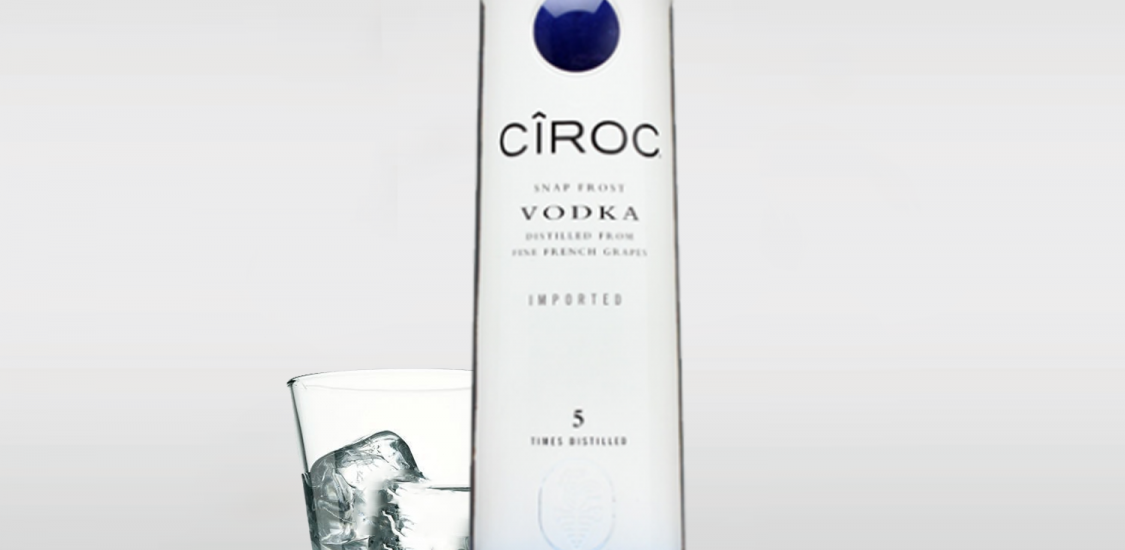 CÎROC
SNAP FROST
VODKA
DISTILLED FROM
FINE FRENCH GRAPES
IMPORTED
5
TIMES DISTILLED